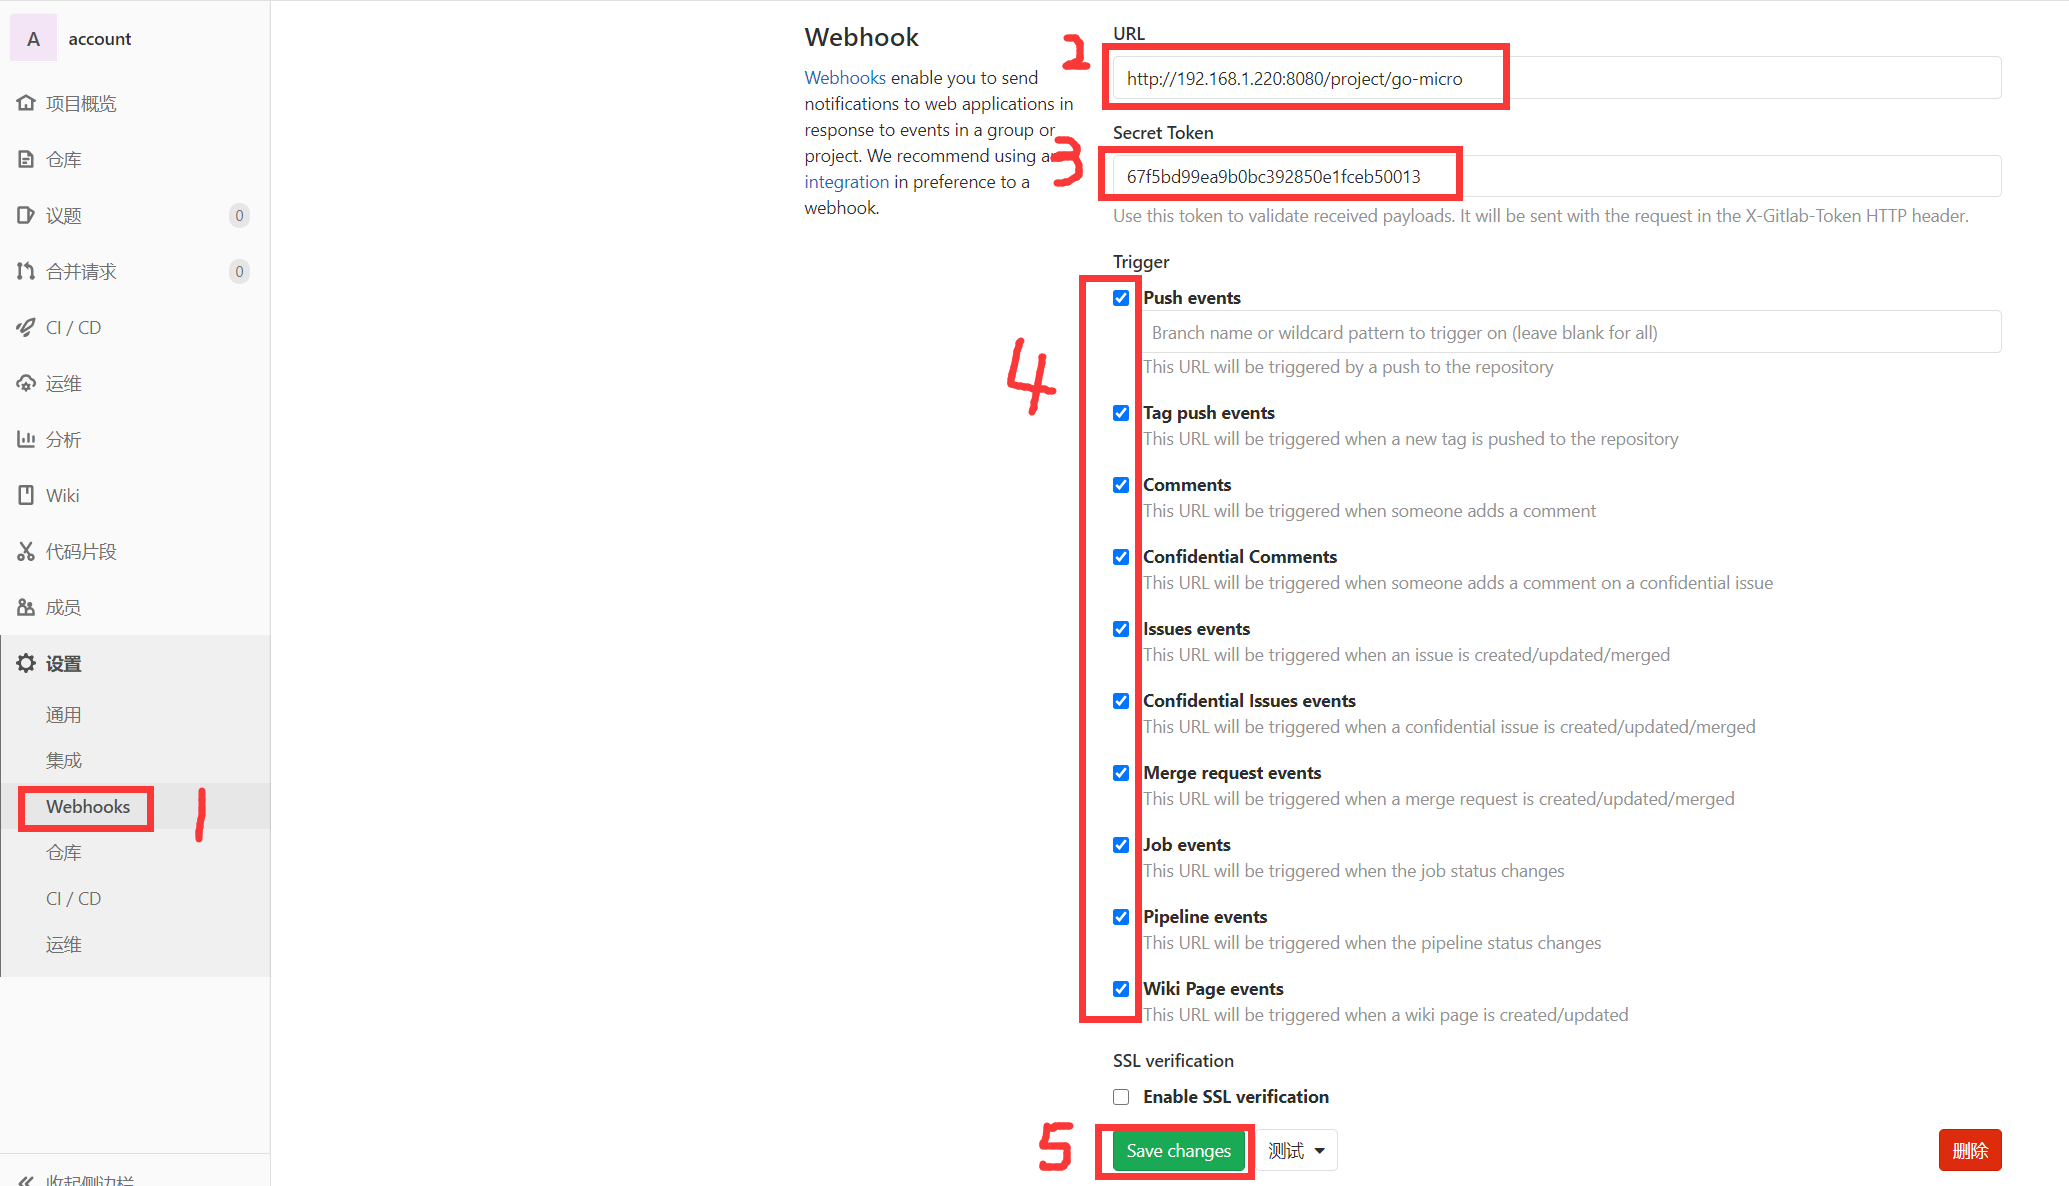 A account
项目概览
仓库
议题 0
合并请求 0
CI / CD
运维
分析
Wiki
代码片段
成员
设置
通用
集成
Webhooks 1
仓库
CI / CD
运维
收起侧边栏
Webhook
Webhooks enable you to send
notifications to web applications in
response to events in a group or
project. We recommend using an
integration in preference to a
webhook.
URL
2
http://192.168.1.220:8080/project/go-micro
Secret Token
3
67f5bd99ea9b0bc392850e1fceb50013
Use this token to validate received payloads. It will be sent with the request in the X-Gitlab-Token HTTP header.
Trigger
4
Push events
Branch name or wildcard pattern to trigger on (leave blank for all)
This URL will be triggered by a push to the repository
Tag push events
This URL will be triggered when a new tag is pushed to the repository
Comments
This URL will be triggered when someone adds a comment
Confidential Comments
This URL will be triggered when someone adds a comment on a confidential issue
Issues events
This URL will be triggered when an issue is created/updated/merged
Confidential Issues events
This URL will be triggered when a confidential issue is created/updated/merged
Merge request events
This URL will be triggered when a merge request is created/updated/merged
Job events
This URL will be triggered when the job status changes
Pipeline events
This URL will be triggered when the pipeline status changes
Wiki Page events
This URL will be triggered when a wiki page is created/updated
SSL verification
Enable SSL verification
5 Save changes 测试 删除